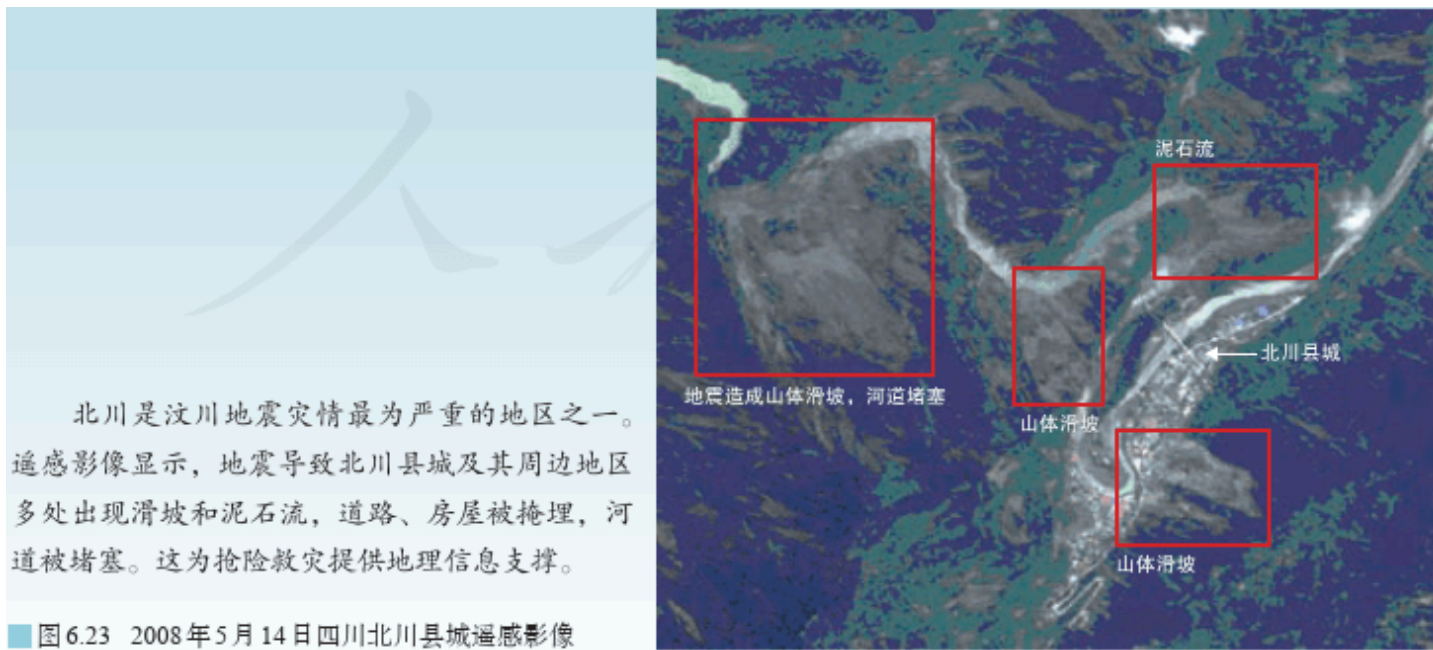 北川是汶川地震灾情最为严重的地区之一。
遥感影像显示，地震导致北川县城及其周边地区
多处出现滑坡和泥石流，道路、房屋被掩埋，河
道被堵塞。这为抢险救灾提供地理信息支撑。
图6.23 2008年5月14日四川北川县城遥感影像
泥石流
北川县城
地震造成山体滑坡，河道堵塞
山体滑坡
山体滑坡